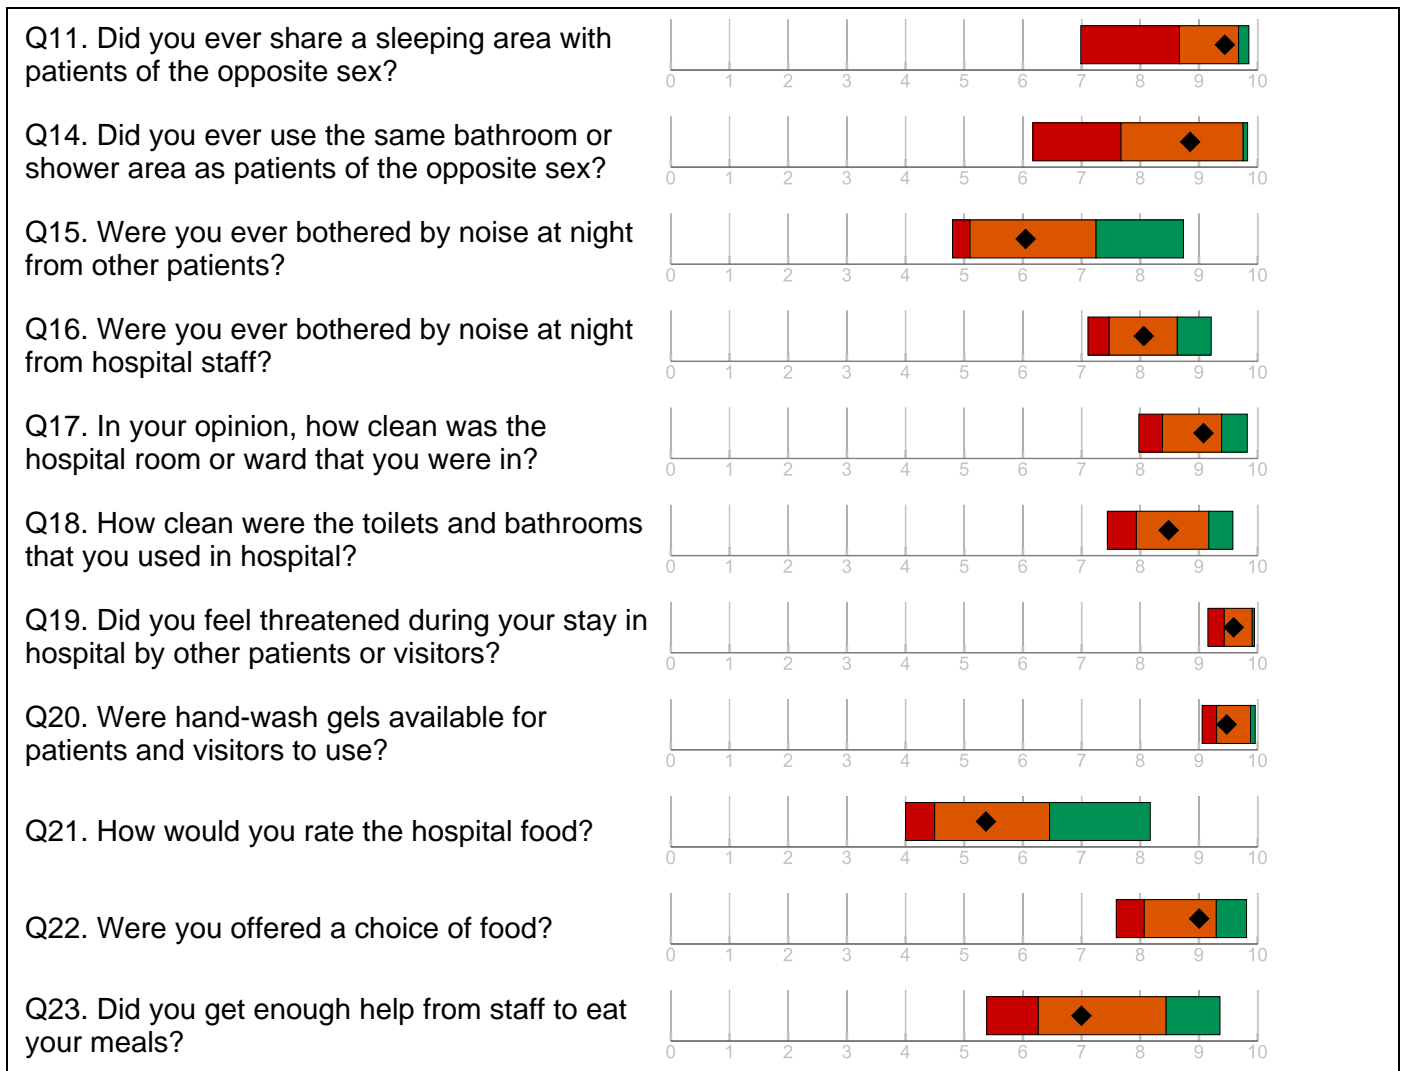 Q11. Did you ever share a sleeping area with
patients of the opposite sex?
0 1 2 3 4 5 6 7 8 9 10
Q14. Did you ever use the same bathroom or
shower area as patients of the opposite sex?
0 1 2 3 4 5 6 7 8 9 10
Q15. Were you ever bothered by noise at night
from other patients?
0 1 2 3 4 5 6 7 8 9 10
Q16. Were you ever bothered by noise at night
from hospital staff?
0 1 2 3 4 5 6 7 8 9 10
Q17. In your opinion, how clean was the
hospital room or ward that you were in?
0 1 2 3 4 5 6 7 8 9 10
Q18. How clean were the toilets and bathrooms
that you used in hospital?
0 1 2 3 4 5 6 7 8 9 10
Q19. Did you feel threatened during your stay in
hospital by other patients or visitors?
0 1 2 3 4 5 6 7 8 9 10
Q20. Were hand-wash gels available for
patients and visitors to use?
0 1 2 3 4 5 6 7 8 9 10
Q21. How would you rate the hospital food?
0 1 2 3 4 5 6 7 8 9 10
Q22. Were you offered a choice of food?
0 1 2 3 4 5 6 7 8 9 10
Q23. Did you get enough help from staff to eat
your meals?
0 1 2 3 4 5 6 7 8 9 10